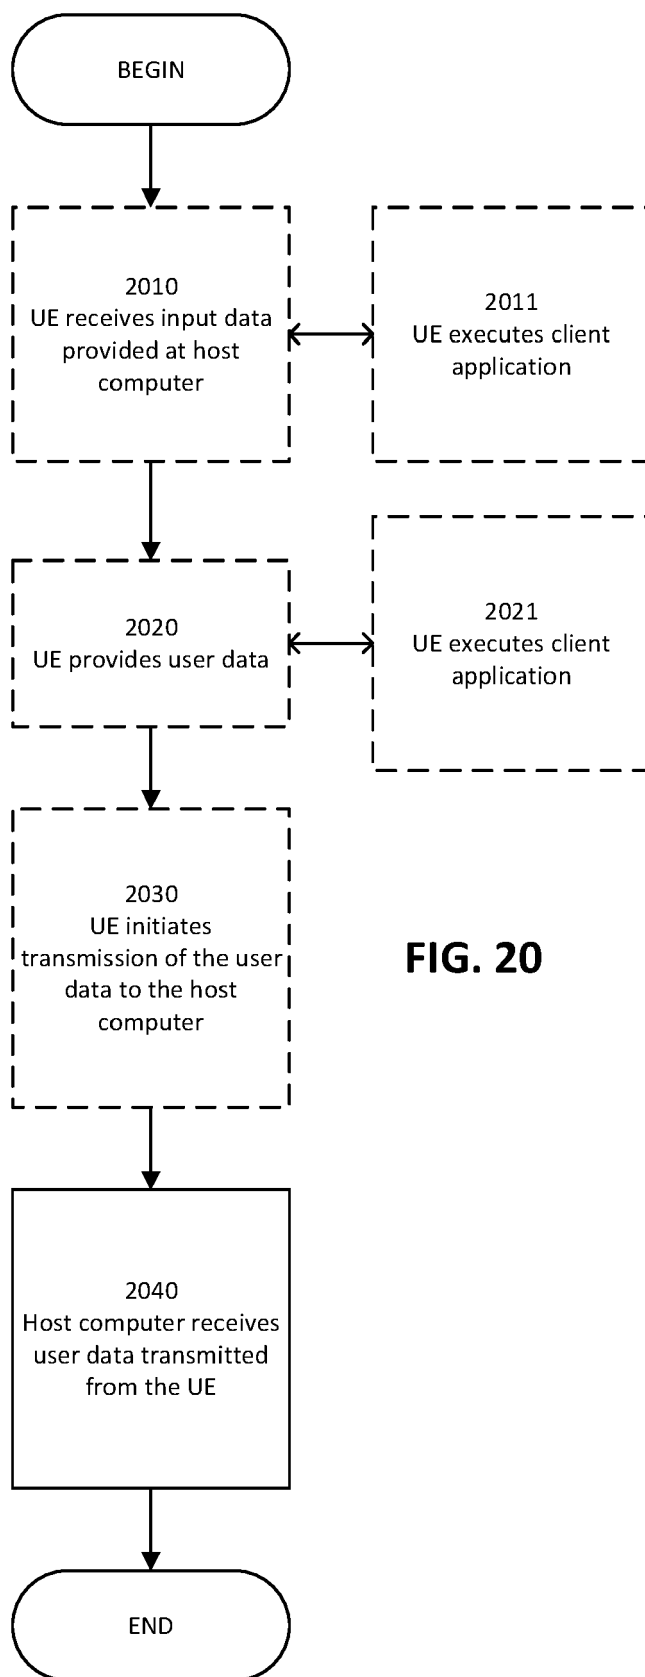 BEGIN
2010
UE receives input data
provided at host
computer
2011
UE executes client
application
2020
UE provides user data
2021
UE executes client
application
2030
UE initiates
transmission of the user
data to the host
computer
FIG. 20
2040
Host computer receives
user data transmitted
from the UE
END